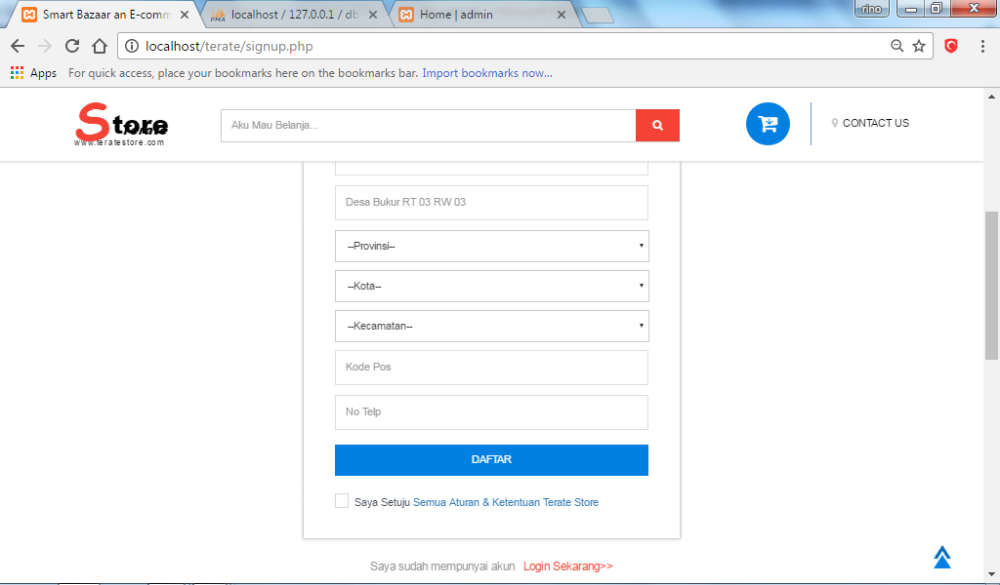 Smart Bazaar an E-comm
localhost / 127.0.0.1 / db
Home | admin
rino
localhost/terate/signup.php
Apps
For quick access, place your bookmarks here on the bookmarks bar. Import bookmarks now...
Store
Terate
www.teratestore.com
Aku Mau Belanja...
CONTACT US
Desa Bukur RT 03 RW 03
--Provinsi--
--Kota--
--Kecamatan--
Kode Pos
No Telp
DAFTAR
Saya Setuju Semua Aturan & Ketentuan Terate Store
Saya sudah mempunyai akun Login Sekarang>>